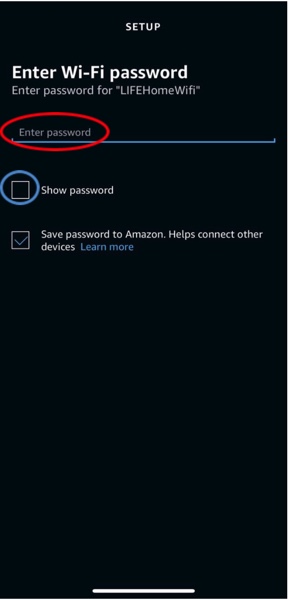 SETUP
Enter Wi-Fi password
Enter password for "LIFEHomeWifi"
Enter password
Show password
Save password to Amazon. Helps connect other
devices Learn more